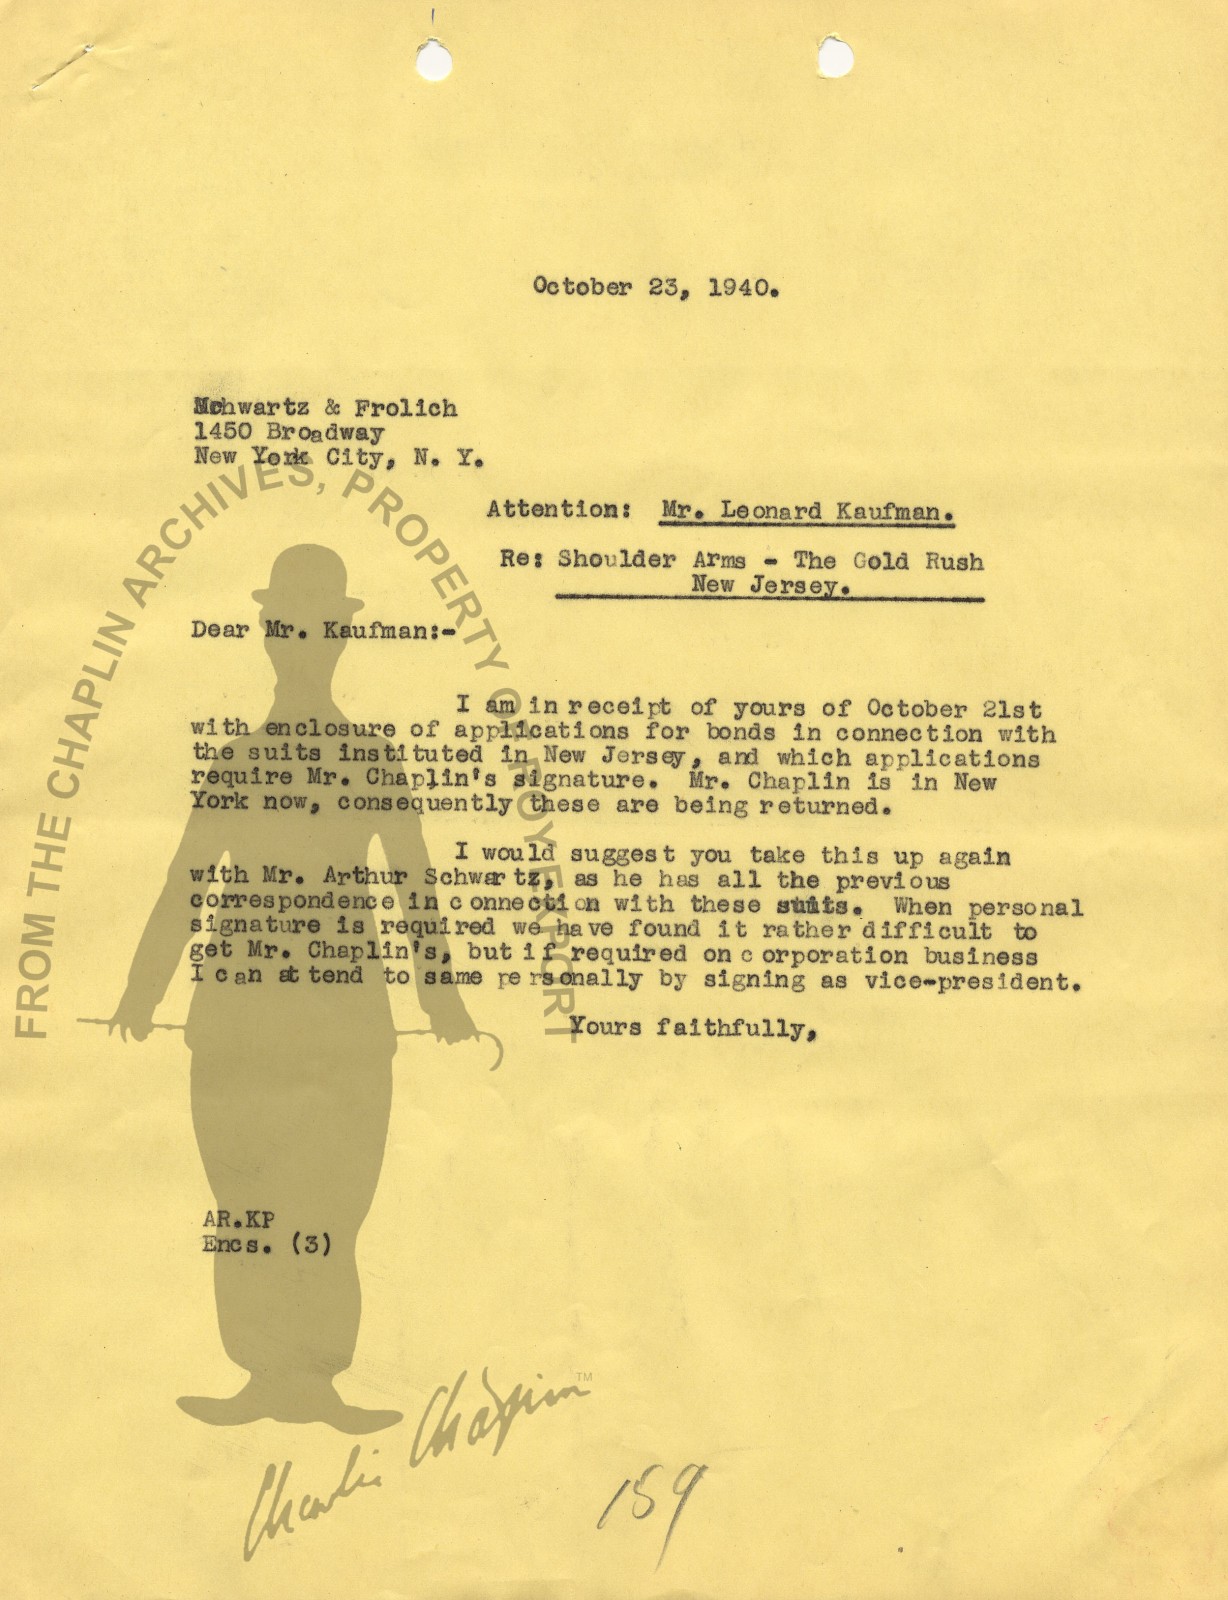 October 23, 1940.
Schwartz & Frolich
1450 Broadway
New York City, N. Y.
Attention: Mr. Leonard Kaufman.
Re: Shoulder Arms - The Gold Rush
New Jersey.
Dear Mr. Kaufman:-
I am in receipt of yours of October 21st
with enclosure of applications for bonds in connection with
the suits instituted in New Jersey, and which applications
require Mr. Chaplin's signature. Mr. Chaplin is in New
York now, consequently these are being returned.
I would suggest you take this up again
with Mr. Arthur Schwartz, as he has all the previous
correspondence in connection with these suits. When personal
signature is required we have found it rather difficult to
get Mr. Chaplin's, but if required on corporation business
I can attend to same personally by signing as vice-president.
Yours faithfully,
AR.KP
Encs. (3)
FROM THE CHAPLIN ARCHIVES, PROPERTY OF ROY EXPORT
Charlie Chaplin TM
159